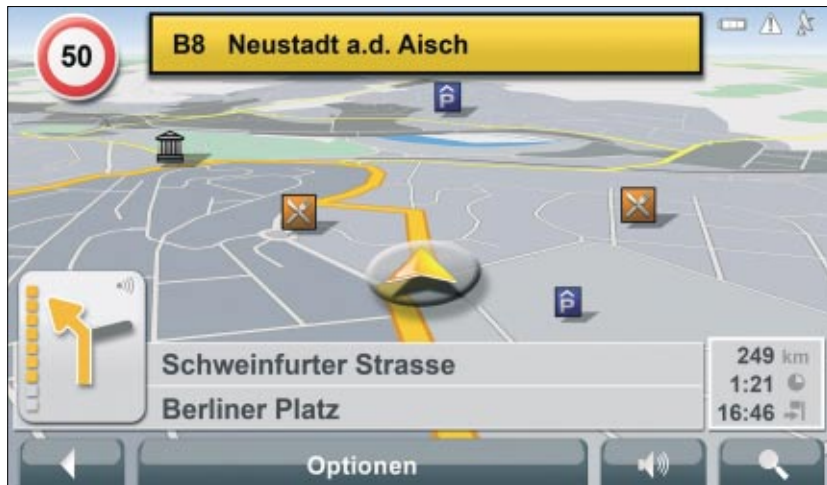 50
B8 Neustadt a.d. Aisch
P
P
Schweinfurter Strasse
Berliner Platz
249 km
1:21
16:46
Optionen